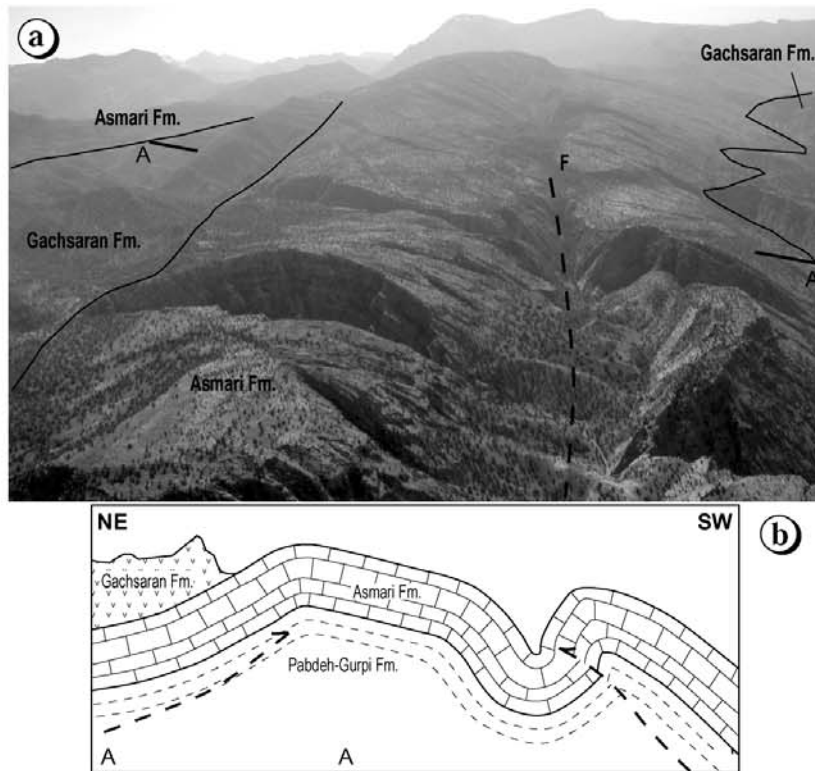 a
Gachsaran Fm.
Asmari Fm.
A
F
Gachsaran Fm.
A
Asmari Fm.
NE
SW
b
Gachsaran Fm.
Asmari Fm.
Pabdeh-Gurpi Fm.
A
A